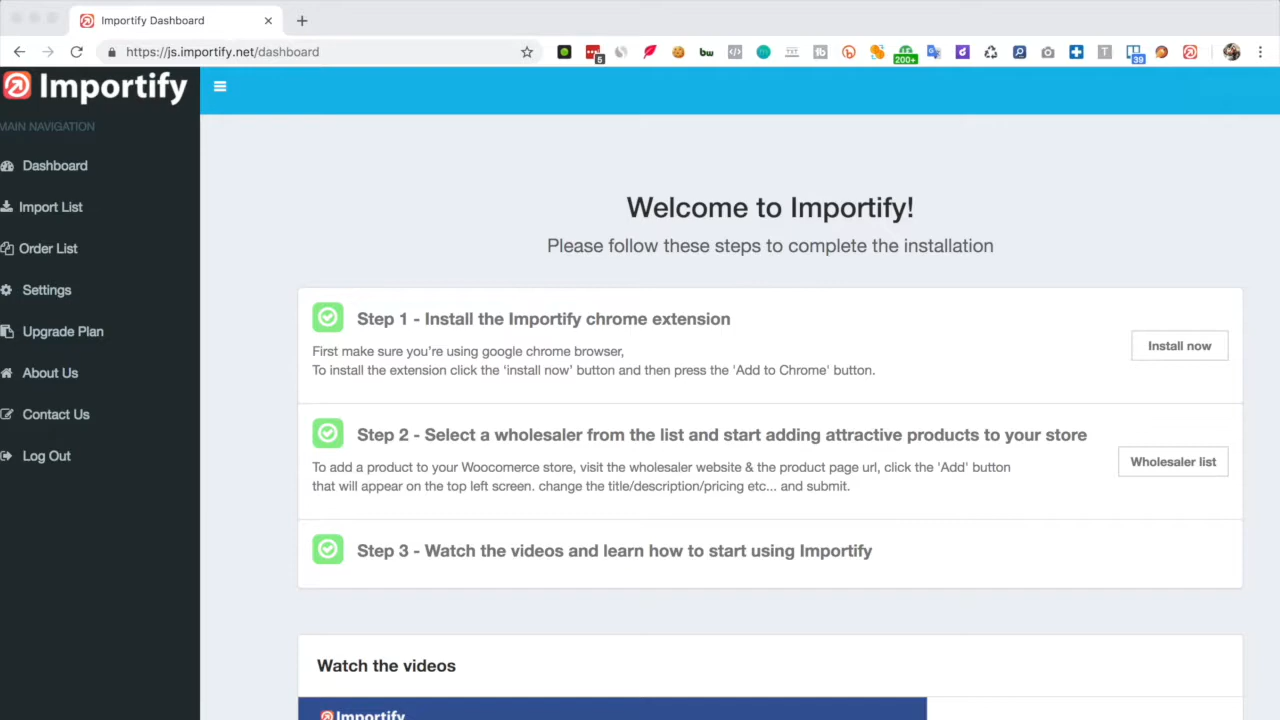 Importify Dashboard
https://js.importify.net/dashboard
5
bw
TXT
1b
200+
T
39
Importify
MAIN NAVIGATION
Dashboard
Import List
Order List
Settings
Upgrade Plan
About Us
Contact Us
Log Out
Welcome to Importify!
Please follow these steps to complete the installation
Step 1 - Install the Importify chrome extension
First make sure you're using google chrome browser,
To install the extension click the 'install now' button and then press the 'Add to Chrome' button.
Install now
Step 2 - Select a wholesaler from the list and start adding attractive products to your store
To add a product to your Woocomerce store, visit the wholesaler website & the product page url, click the 'Add' button
that will appear on the top left screen. change the title/description/pricing etc... and submit.
Wholesaler list
Step 3 - Watch the videos and learn how to start using Importify
Watch the videos
Importify